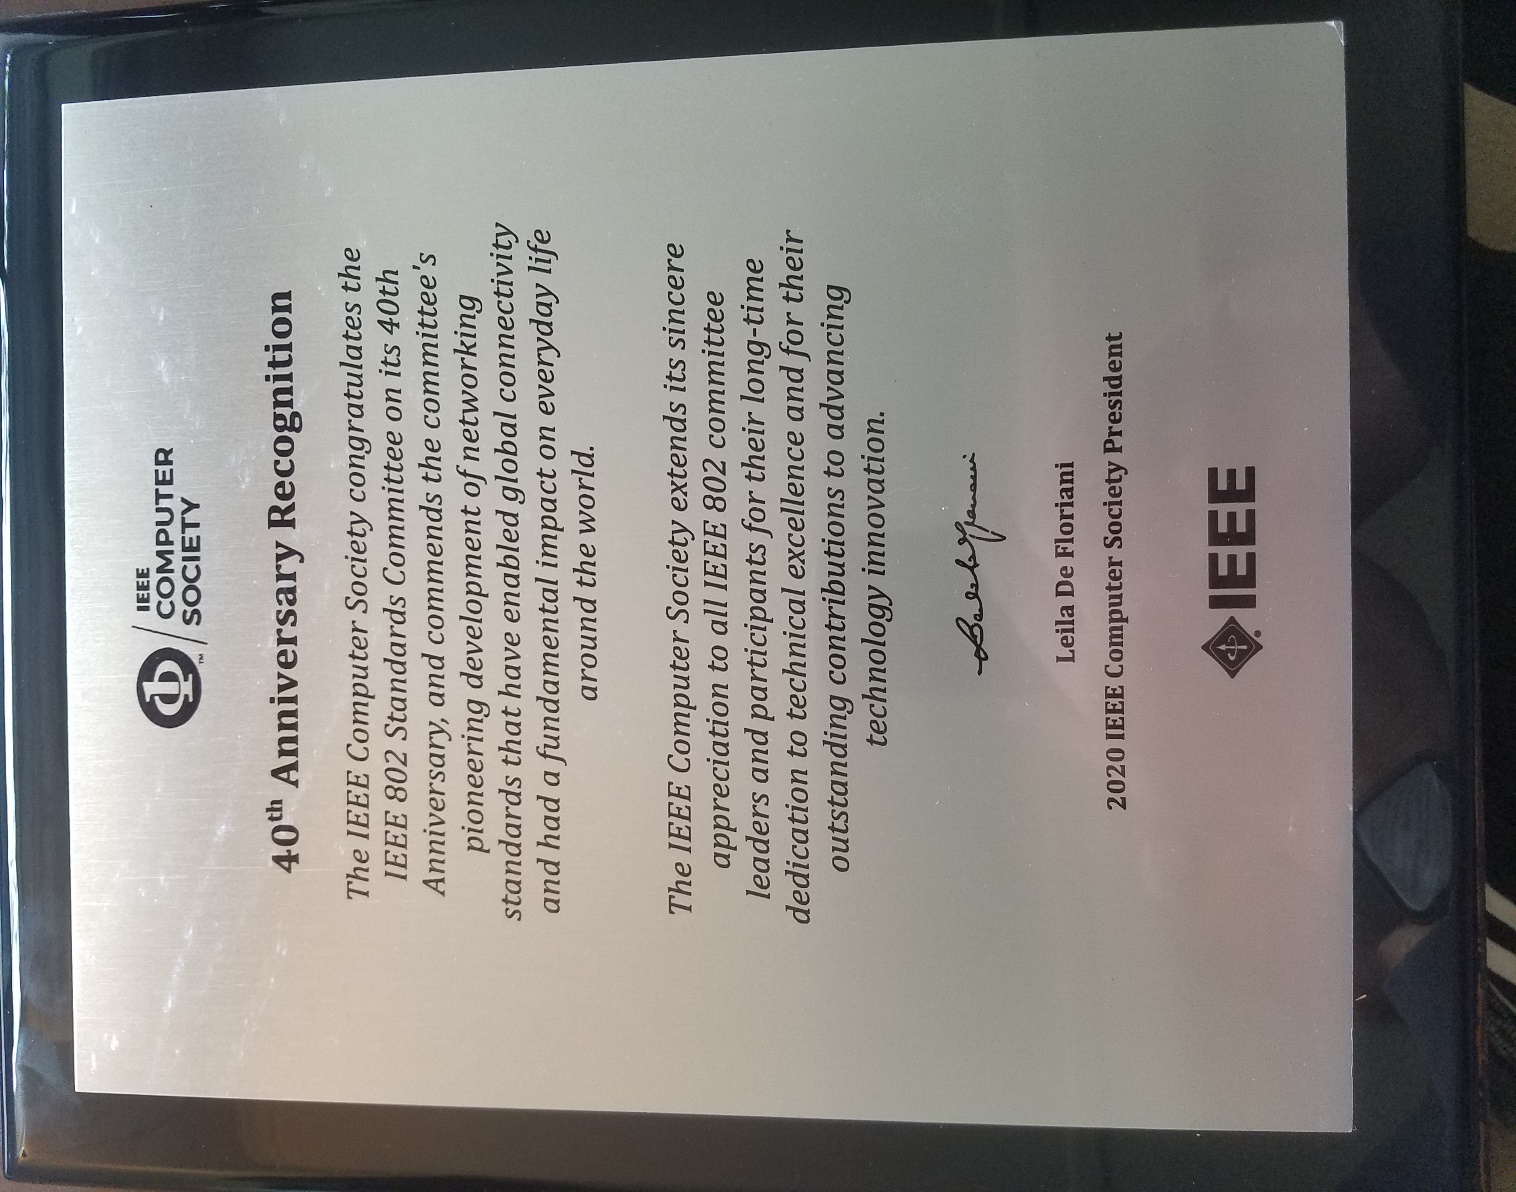 IEEE
COMPUTER
SOCIETY
™
40th Anniversary Recognition
The IEEE Computer Society congratulates the
IEEE 802 Standards Committee on its 40th
Anniversary, and commends the committee's
pioneering development of networking
standards that have enabled global connectivity
and had a fundamental impact on everyday life
around the world.
The IEEE Computer Society extends its sincere
appreciation to all IEEE 802 committee
leaders and participants for their long-time
dedication to technical excellence and for their
outstanding contributions to advancing
technology innovation.
Leila De Floriani
2020 IEEE Computer Society President
IEEE